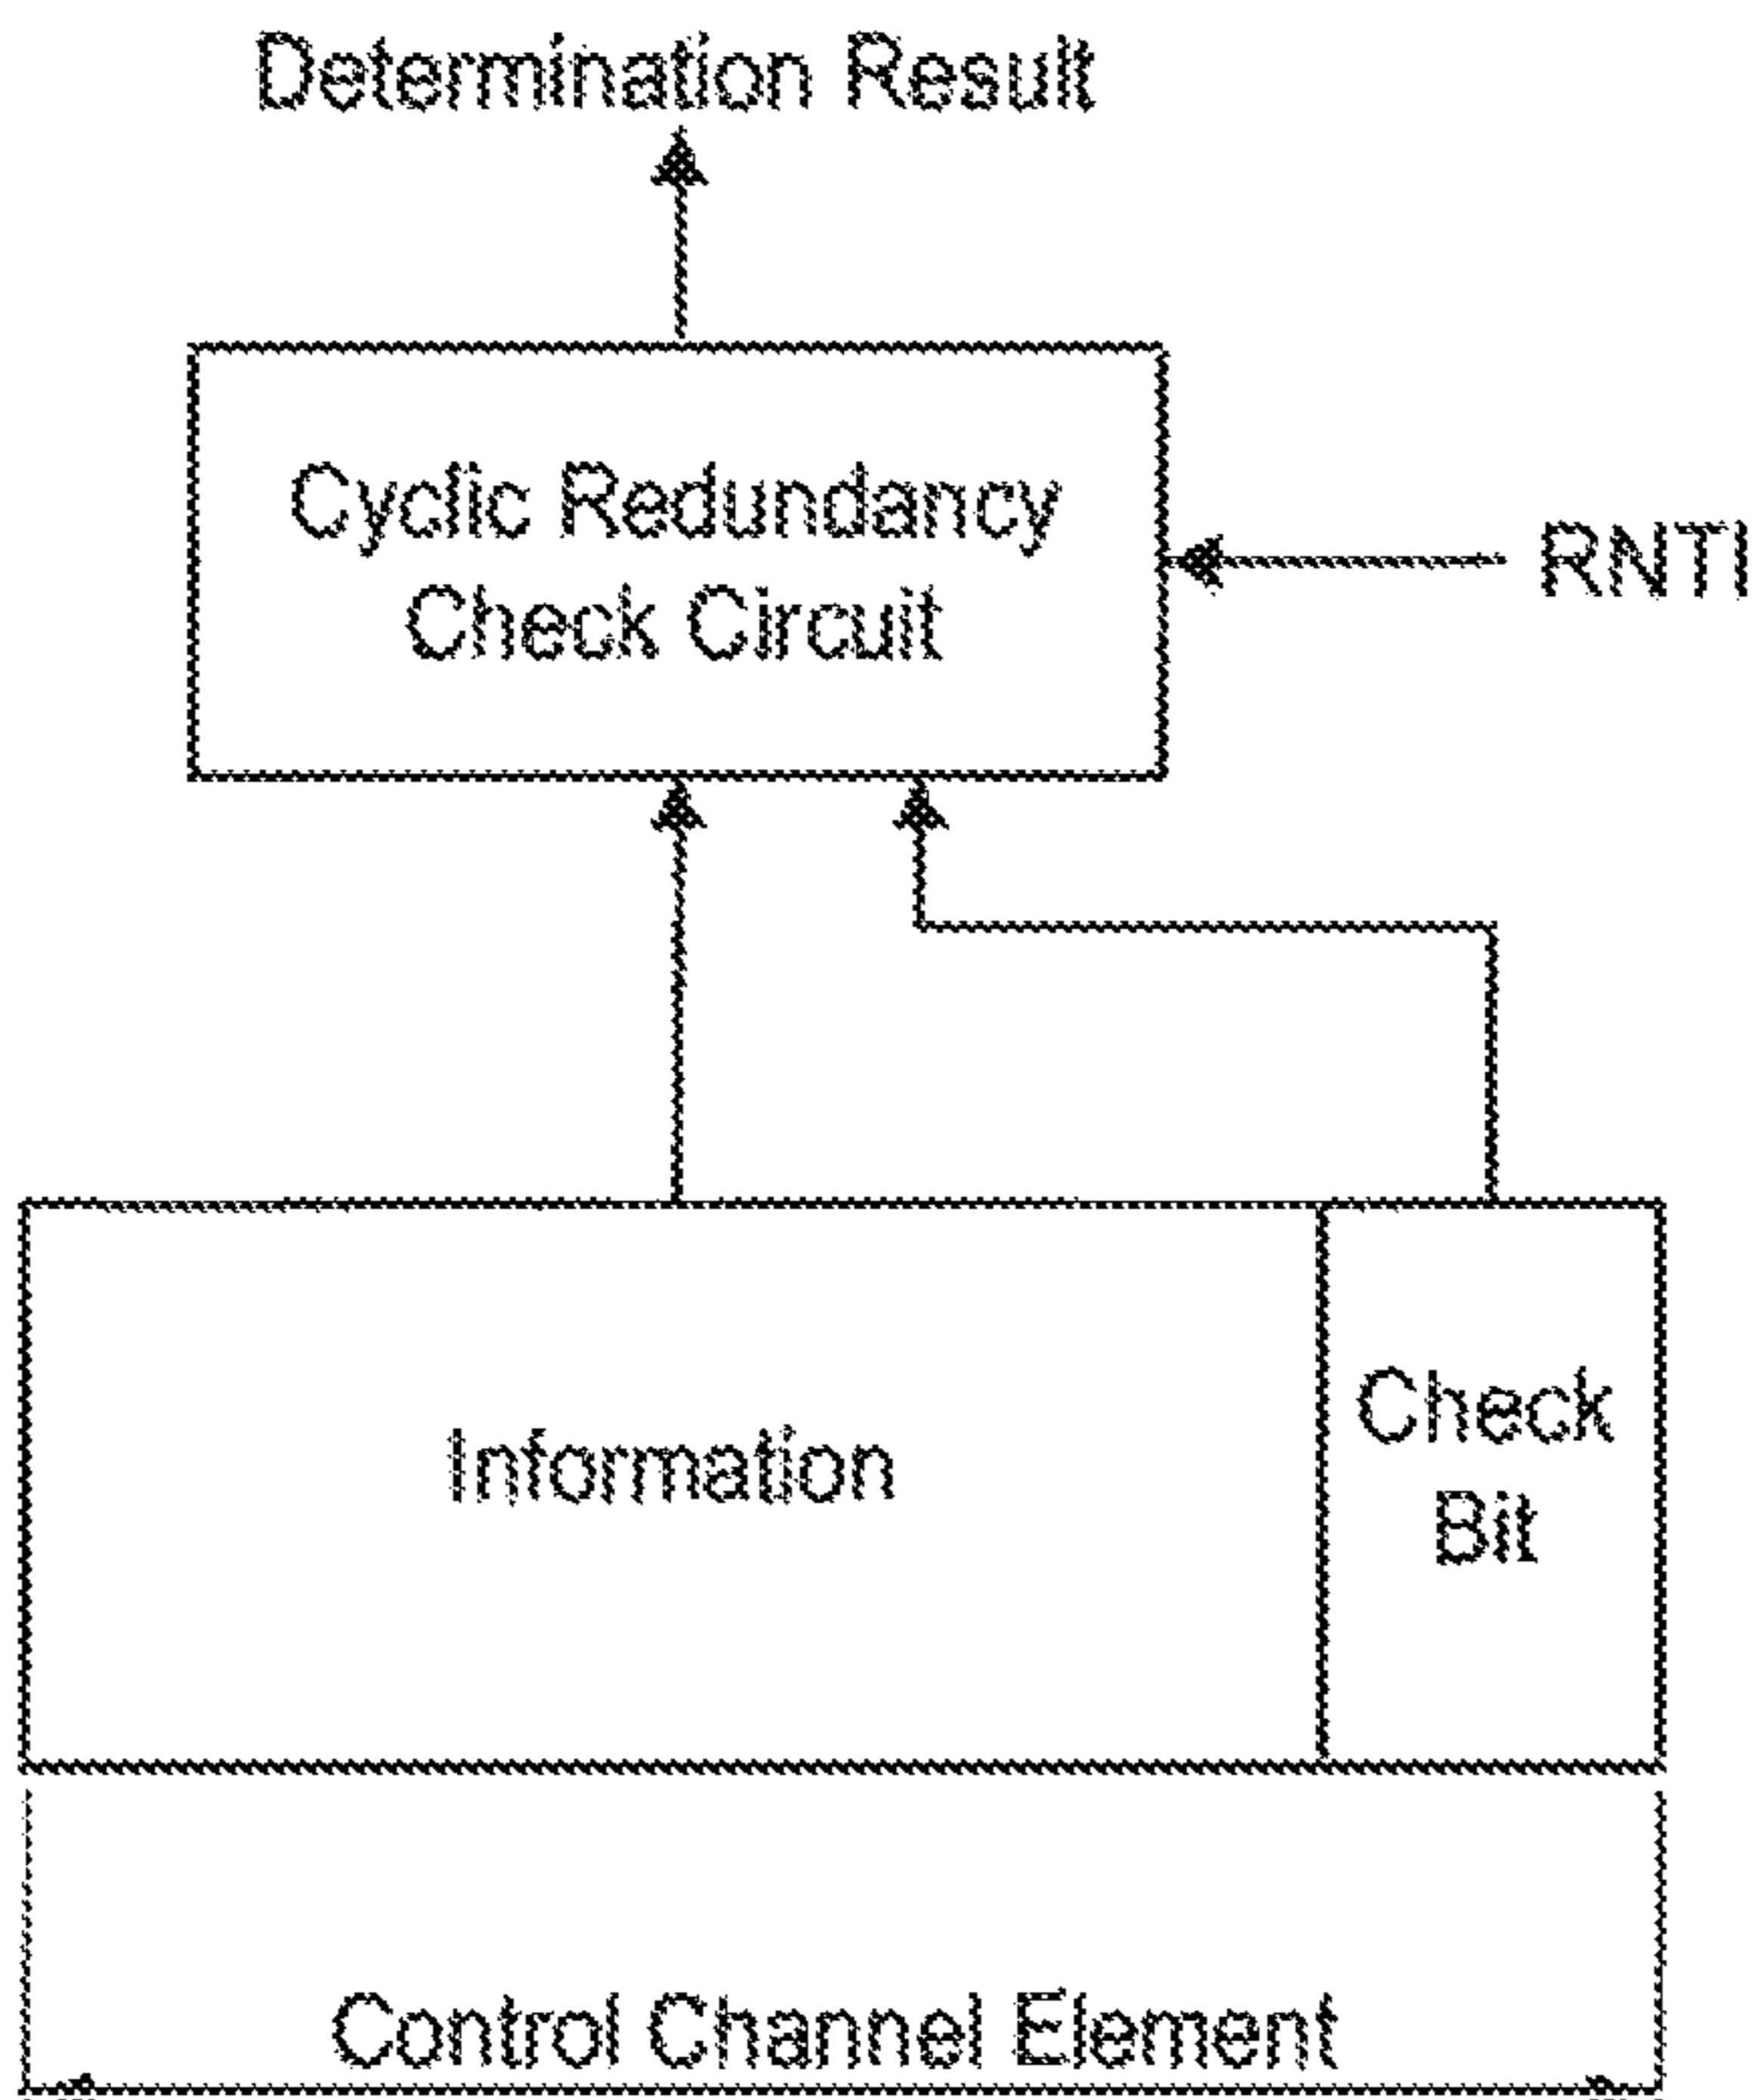 Determination Result
Cyclic Redundancy
Check Circuit
RNTI
Information
Check
Bit
Control Channel Element